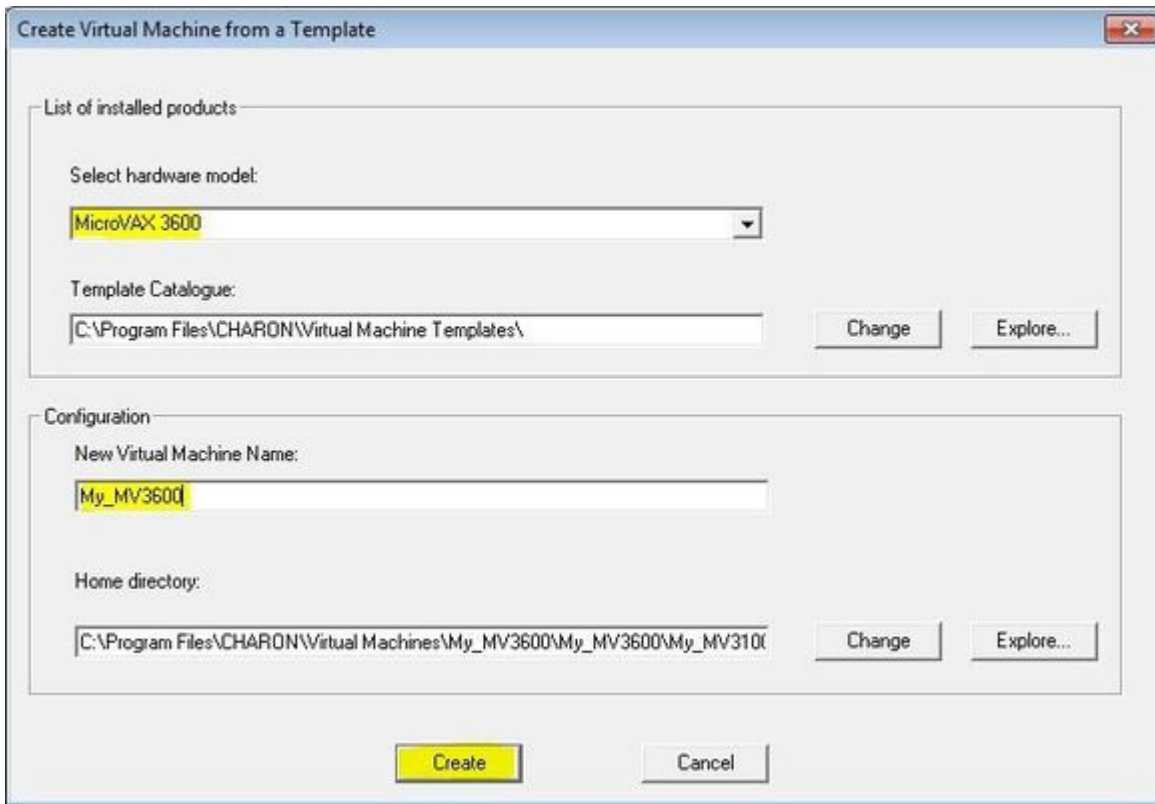 Create Virtual Machine from a Template
List of installed products
Select hardware model:
MicroVAX 3600
Template Catalogue:
C:\Program Files\CHARON\Virtual Machine Templates\
Change
Explore...
Configuration
New Virtual Machine Name:
My_MV3600
Home directory:
C:\Program Files\CHARON\Virtual Machines\My_MV3600\My_MV3600\My_MV310(
Change
Explore...
Create
Cancel